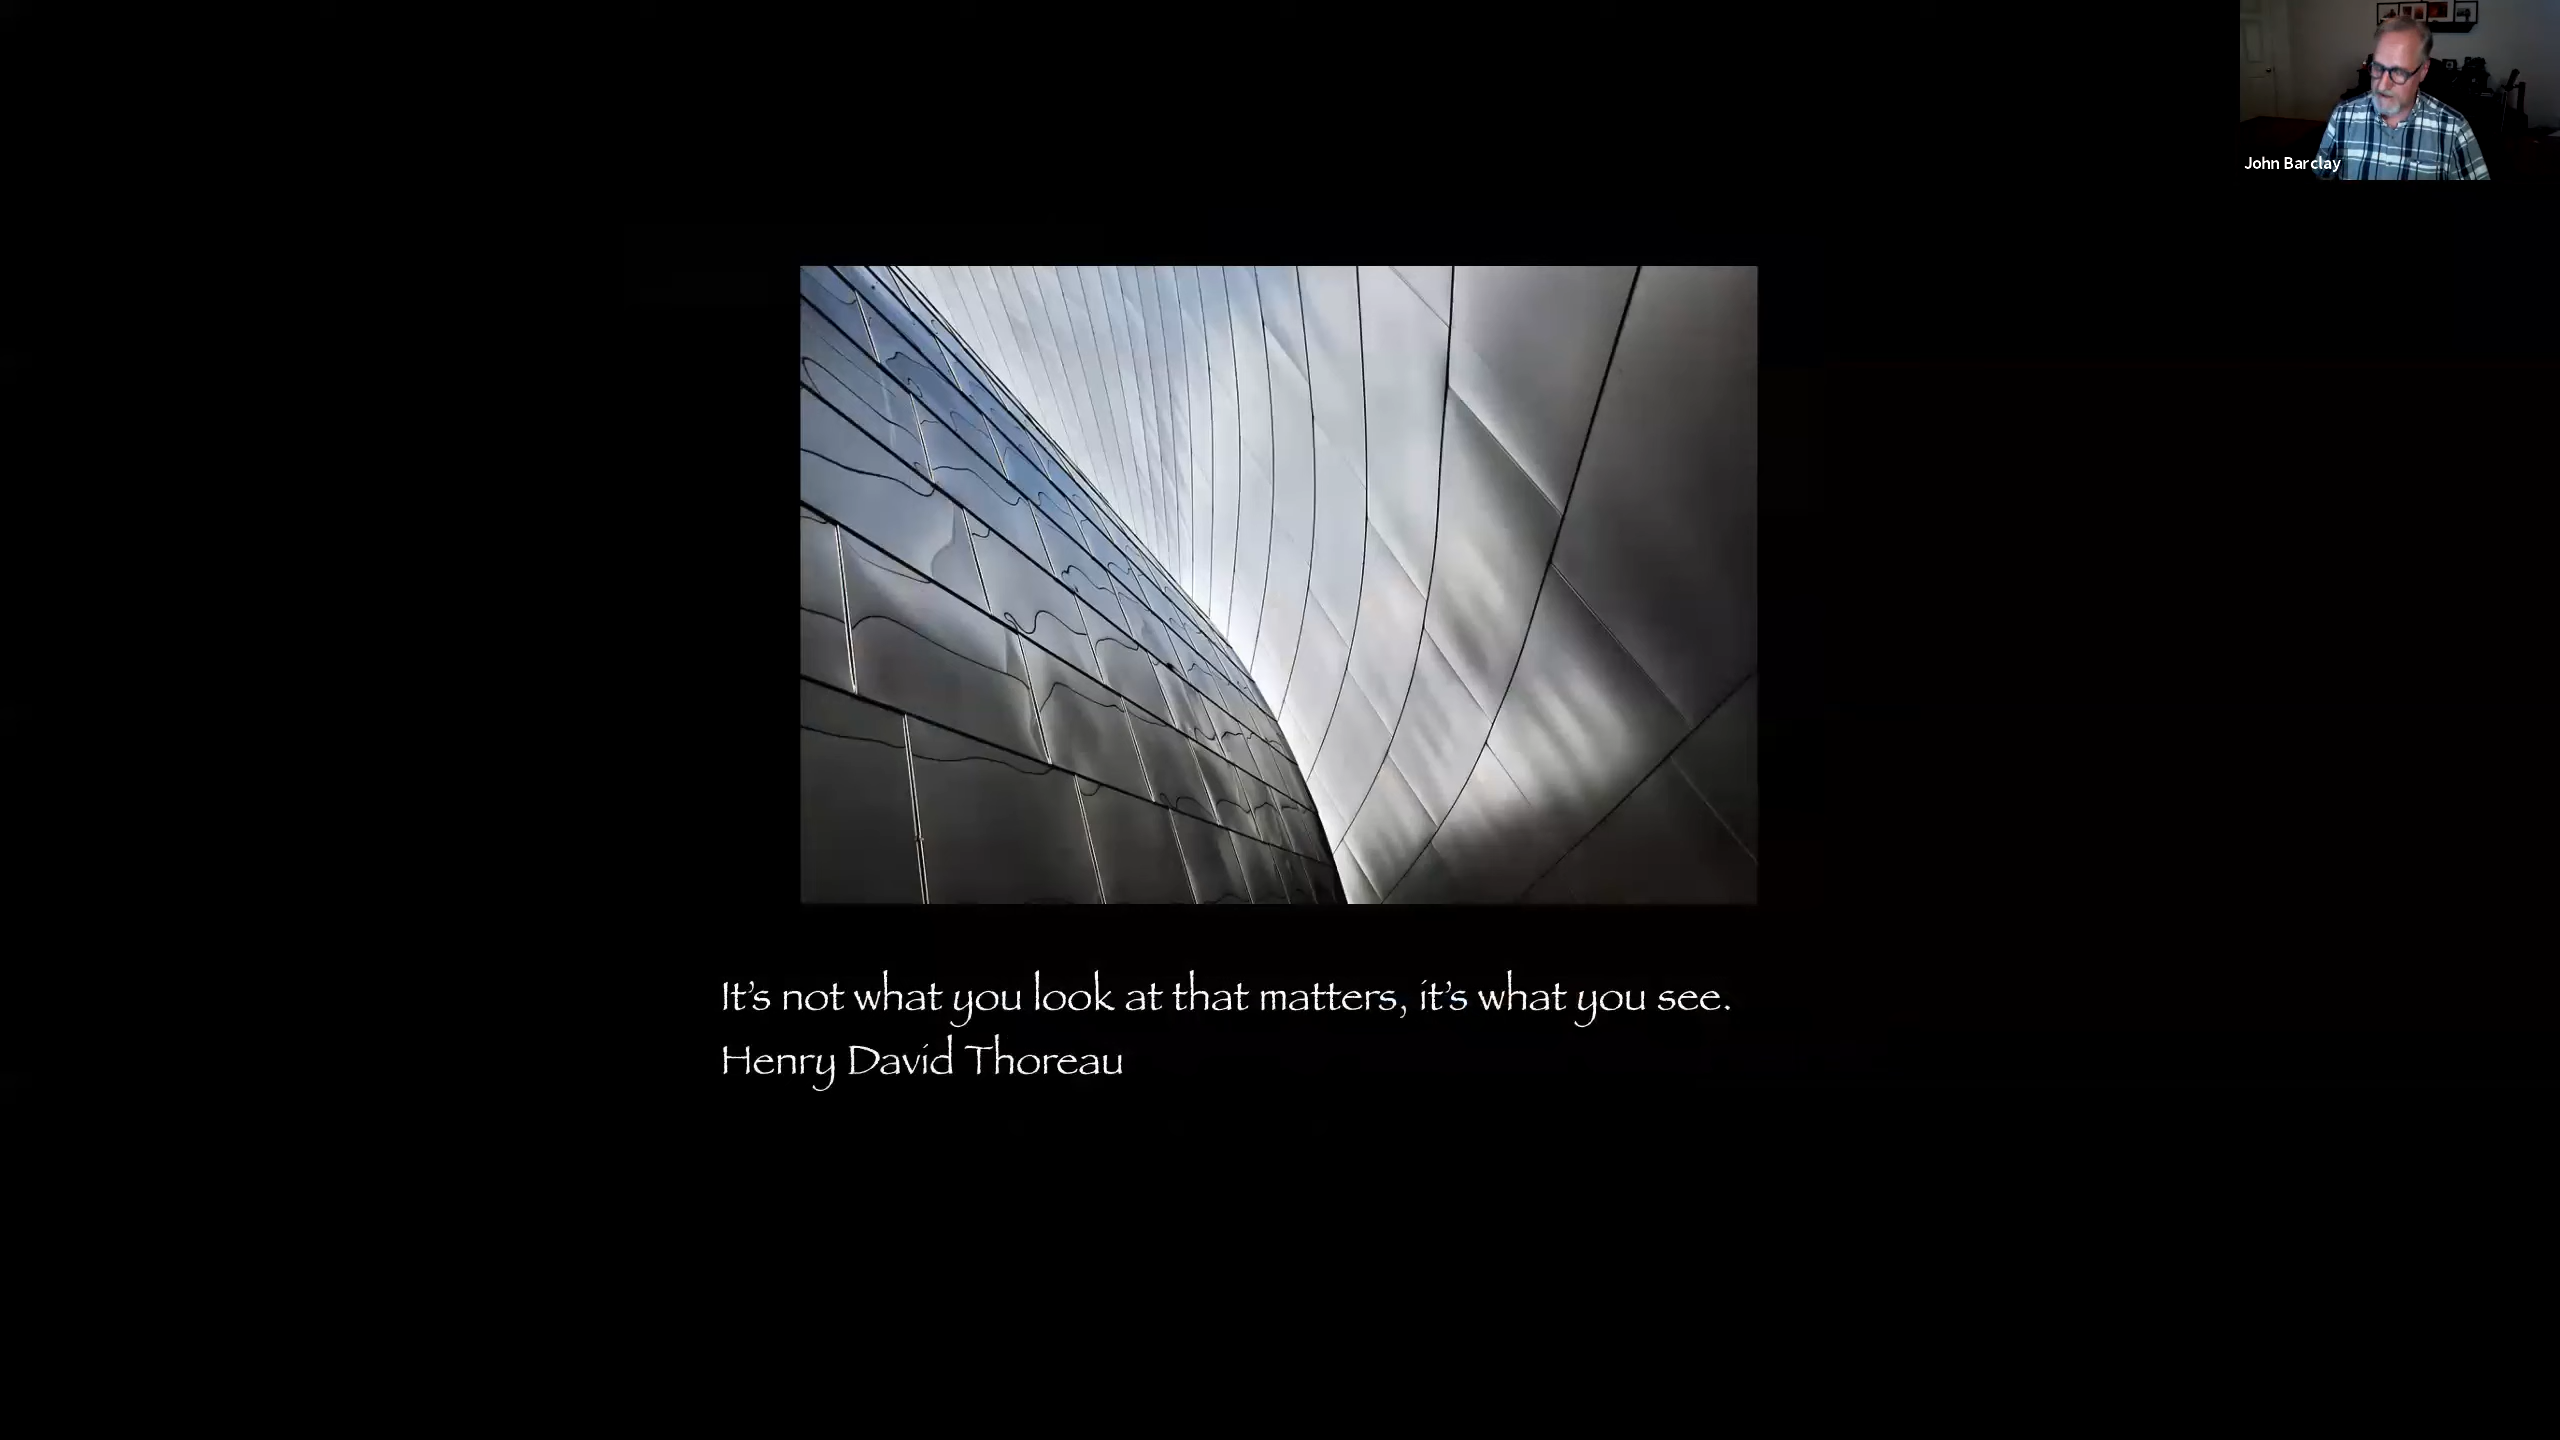 John Barclay
It’s not what you look at that matters, it’s what you see.
Henry David Thoreau